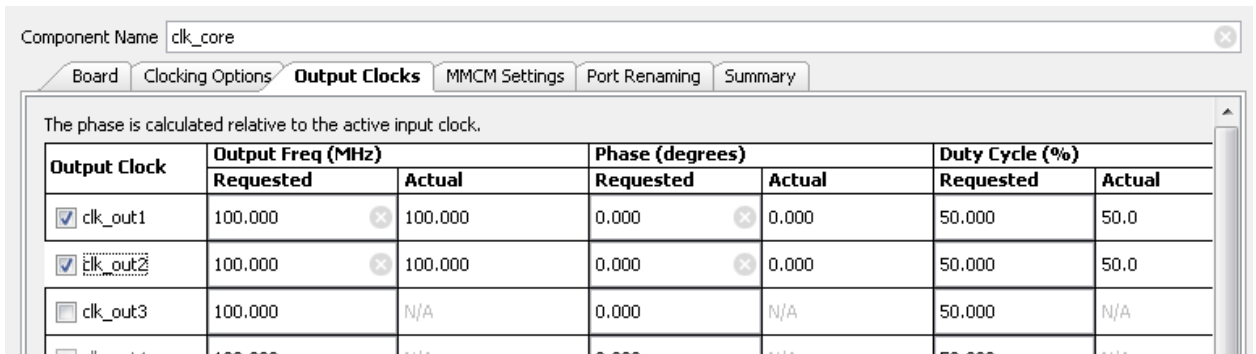 Component Name clk_core
Board Clocking Options Output Clocks MMCM Settings Port Renaming Summary
The phase is calculated relative to the active input clock.
Output Clock Output Freq (MHz) Phase (degrees) Duty Cycle (%)
Requested Actual Requested Actual Requested Actual
clk_out1 100.000 100.000 0.000 0.000 50.000 50.0
clk_out2 100.000 100.000 0.000 0.000 50.000 50.0
clk_out3 100.000 N/A 0.000 N/A 50.000 N/A